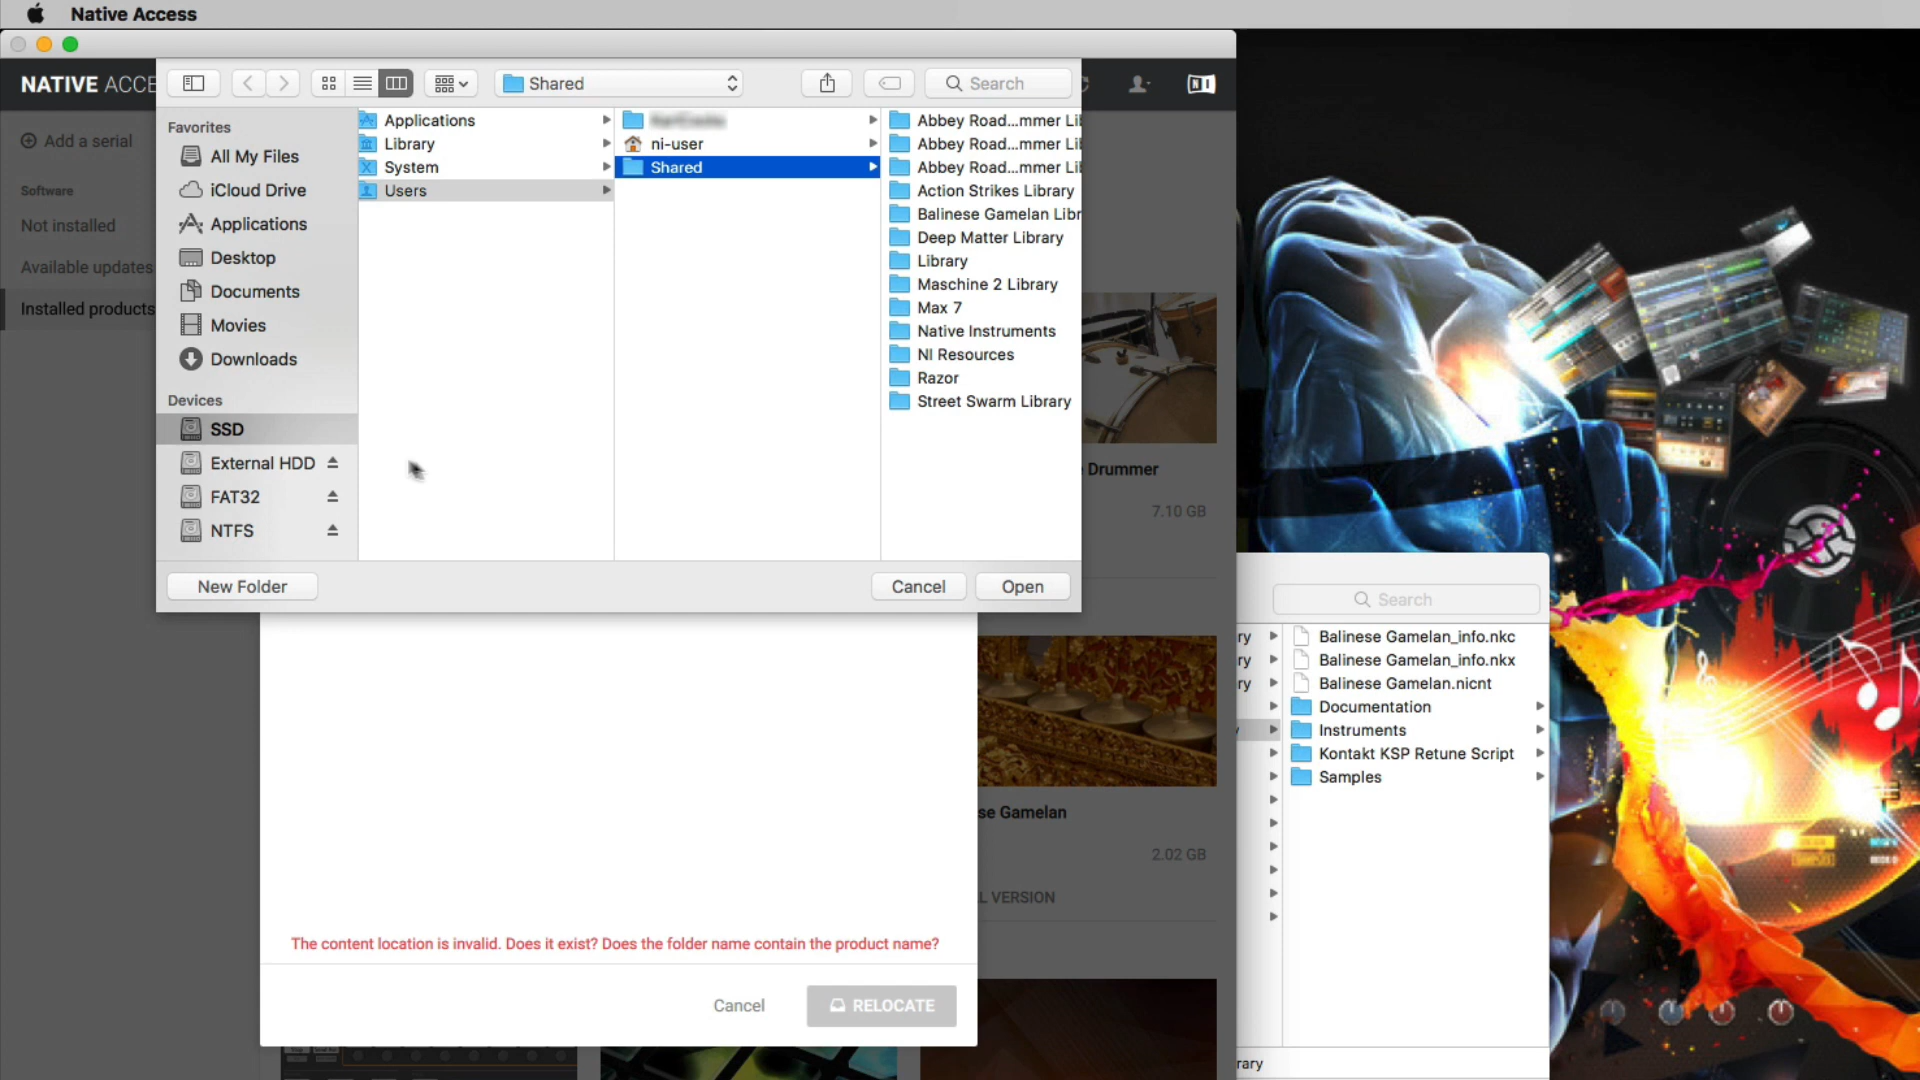 Native Access
NATIVE ACCE
Shared
Search
Add a serial
Software
Not installed
Available updates
Installed products
Favorites
All My Files
iCloud Drive
Applications
Desktop
Documents
Movies
Downloads
Devices
SSD
External HDD
FAT32
NTFS
Applications
Library
System
Users
ni-user
Shared
Abbey Road...mmer Li
Abbey Road...mmer Li
Abbey Road...mmer Li
Action Strikes Library
Balinese Gamelan Libr
Deep Matter Library
Library
Maschine 2 Library
Max 7
Native Instruments
NI Resources
Razor
Street Swarm Library
New Folder
Cancel
Open
Drummer
7.10 GB
se Gamelan
2.02 GB
L VERSION
The content location is invalid. Does it exist? Does the folder name contain the product name?
Cancel
RELOCATE
Search
ry
ry
ry
Balinese Gamelan_info.nkc
Balinese Gamelan_info.nkx
Balinese Gamelan.nicnt
Documentation
Instruments
Kontakt KSP Retune Script
Samples
rary